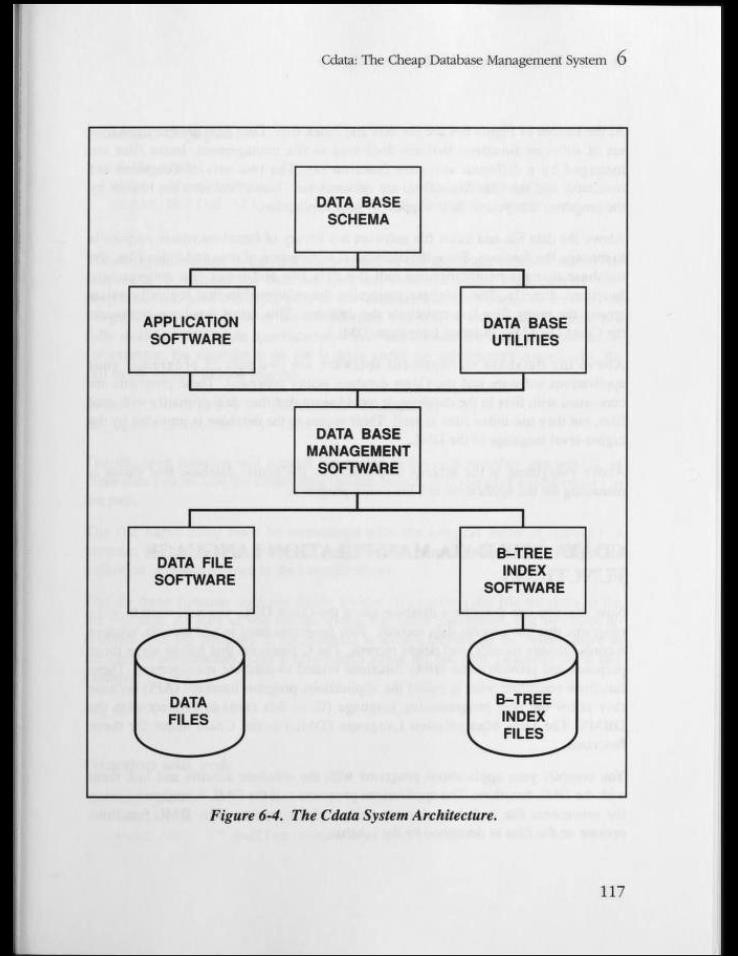 Cdata: The Cheap Database Management System 6
DATA BASE
SCHEMA
APPLICATION
SOFTWARE
DATA BASE
UTILITIES
DATA BASE
MANAGEMENT
SOFTWARE
DATA FILE
SOFTWARE
B–TREE
INDEX
SOFTWARE
DATA
FILES
B–TREE
INDEX
FILES
Figure 6-4. The Cdata System Architecture.
117